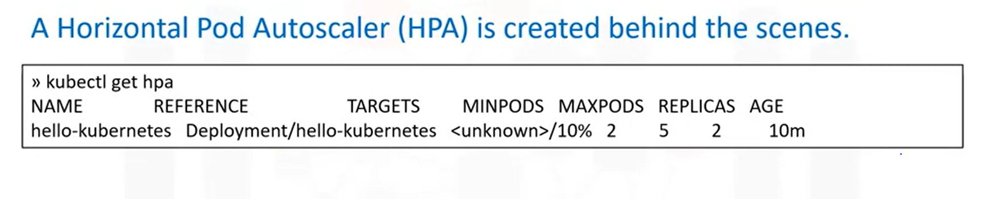 A Horizontal Pod Autoscaler (HPA) is created behind the scenes.
» kubectl get hpa
NAME REFERENCE TARGETS MINPODS MAXPODS REPLICAS AGE
hello-kubernetes Deployment/hello-kubernetes <unknown>/10% 2 5 2 10m